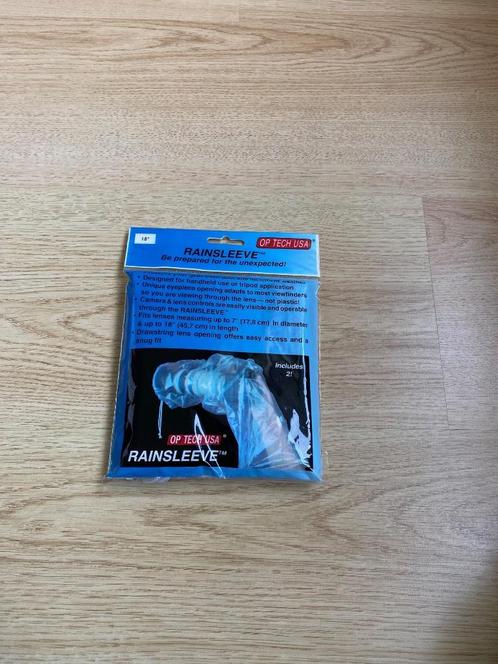 18"
OP TECH USA®
RAINSLEEVE™
Be prepared for the unexpected!
• Designed for handheld use or tripod application
• Unique eyepiece opening adapts to most viewfinders
so you are viewing through the lens—not plastic!
• Camera & lens controls are easily visible and operable
through the RAINSLEEVE™
• Fits lenses measuring up to 7" (17,8 cm) in diameter
& up to 18" (45,7 cm) in length
• Drawstring lens opening offers easy access and a
snug fit
Includes
2!
OP TECH USA®
RAINSLEEVE™